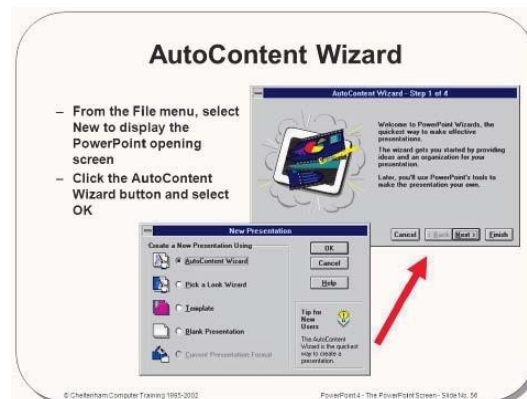 AutoContent Wizard
– From the File menu, select
New to display the
PowerPoint opening
screen
– Click the AutoContent
Wizard button and select
OK
AutoContent Wizard - Step 1 of 4
Welcome to PowerPoint Wizards, the
quickest way to make effective
presentations.
The wizard gets you started by providing
ideas and an organization for your
presentation.
Later, you'll use PowerPoint's tools to
make the presentation your own.
Cancel < Back Next > Finish
New Presentation
Create a New Presentation Using
AutoContent Wizard
Pick a Look Wizard
Template
Blank Presentation
Current Presentation Format
OK
Cancel
Help
Tip for
New
Users
The AutoContent
Wizard is the quickest
way to create a
presentation.
© Cheltenham Computer Training 1995-2002
PowerPoint 4 - The PowerPoint Screen - Slide No. 56